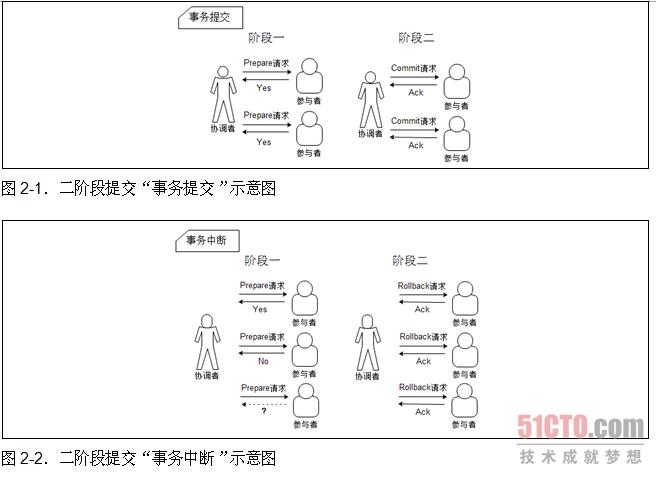 事务提交
阶段一
阶段二
Prepare请求
Yes
参与者
Prepare请求
Yes
参与者
协调者
Commit请求
Ack
参与者
Commit请求
Ack
参与者
协调者
图 2-1．二阶段提交“事务提交”示意图
事务中断
阶段一
阶段二
Prepare请求
Yes
参与者
Prepare请求
No
参与者
Prepare请求
?
参与者
协调者
Rollback请求
Ack
参与者
Rollback请求
Ack
参与者
Rollback请求
Ack
参与者
协调者
51CTO.com
技术成就梦想
图 2-2．二阶段提交“事务中断”示意图